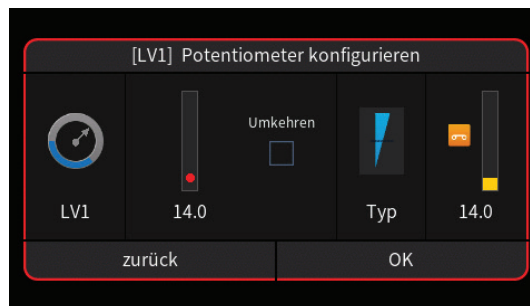 [LV1] Potentiometer konfigurieren
Umkehren
LV1
14.0
Typ
14.0
zurück
OK